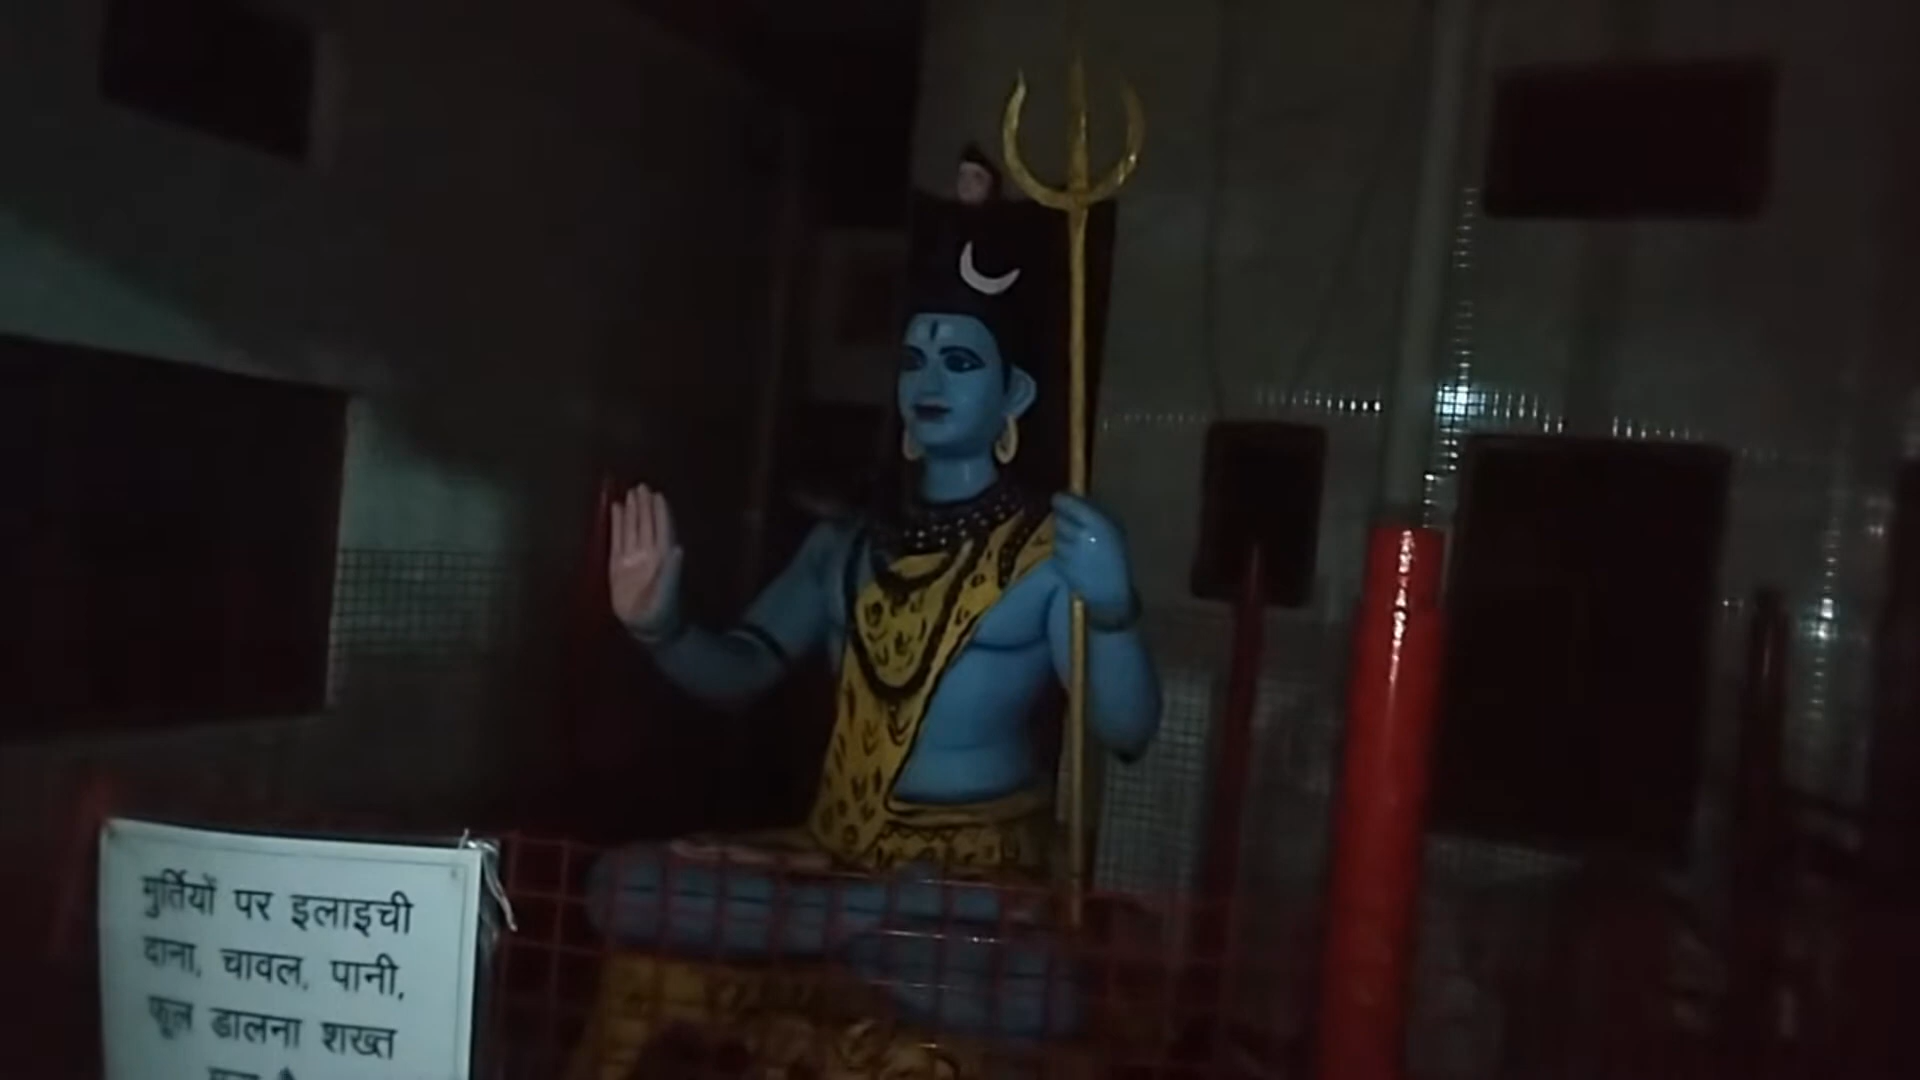 मुर्तियों पर इलाइची
दाना, चावल, पानी,
फूल डालना शख्त